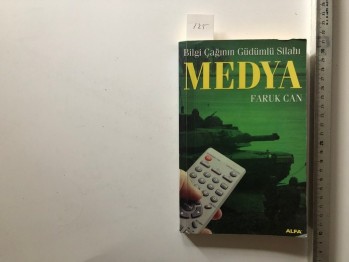 125
Bilgi Çağının Güdümlü Silahı
MEDYA
FARUK CAN
ALFA